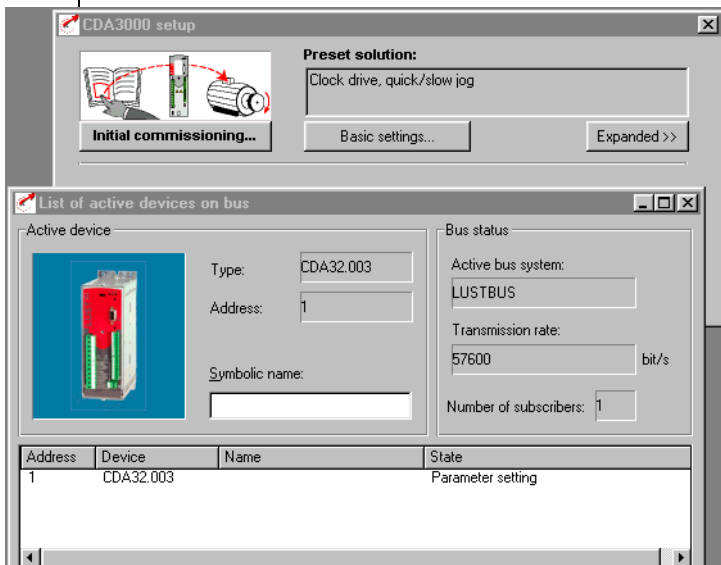 CDA3000 setup
Preset solution:
Clock drive, quick/slow jog
Initial commissioning...
Basic settings...
Expanded >>
List of active devices on bus
Active device
Type:
CDA32.003
Address:
1
Symbolic name:
Bus status
Active bus system:
LUSTBUS
Transmission rate:
57600 bit/s
Number of subscribers: 1
Address Device Name State
1 CDA32.003 Parameter setting